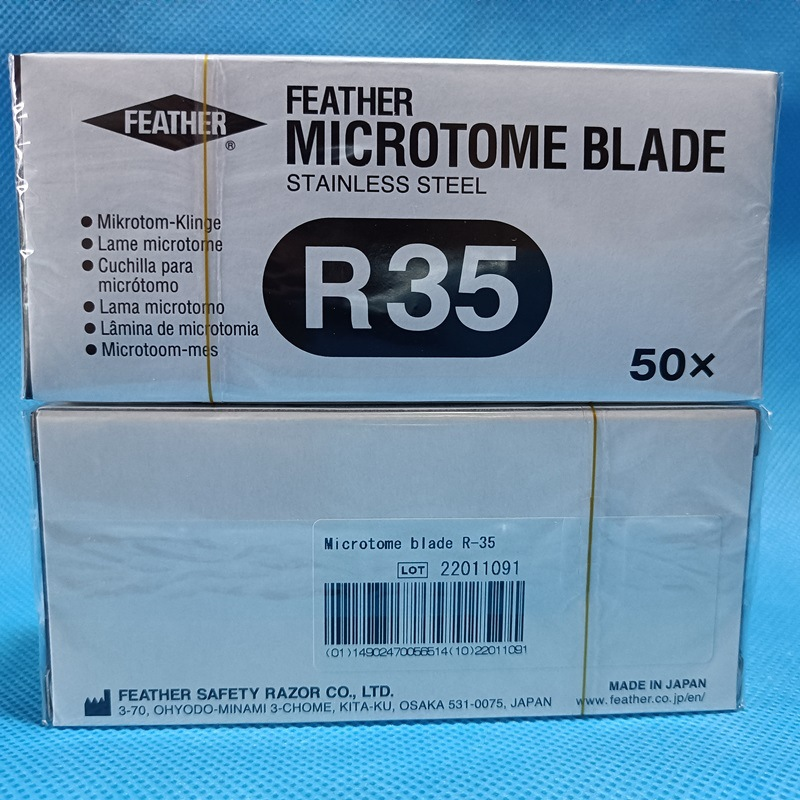 FEATHER
®
FEATHER
MICROTOME BLADE
STAINLESS STEEL
● Mikrotom-Klinge
● Lame microtome
● Cuchilla para
micrótomo
● Lama microtomo
● Lâmina de microtomia
● Microtoom-mes
R35
50×
Microtome blade R-35
LOT 22011091
(01)14902470056514(10)22011091
FEATHER SAFETY RAZOR CO., LTD.
3-70, OHYODO-MINAMI 3-CHOME, KITA-KU, OSAKA 531-0075, JAPAN
MADE IN JAPAN
www.feather.co.jp/en/